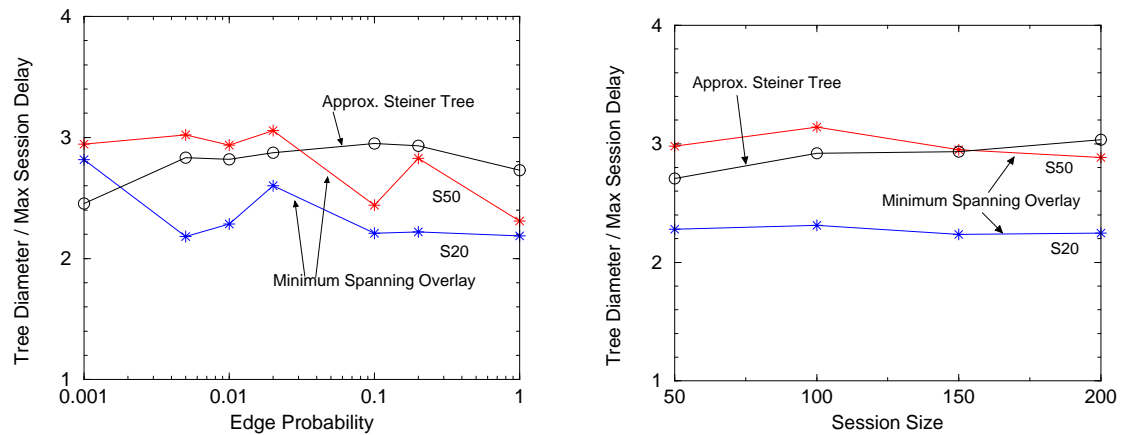 Tree Diameter / Max Session Delay
4
3
2
1
Approx. Steiner Tree
S50
S20
Minimum Spanning Overlay
0.001
0.01
0.1
1
Edge Probability
Tree Diameter / Max Session Delay
4
3
2
1
Approx. Steiner Tree
S50
Minimum Spanning Overlay
S20
50
100
150
200
Session Size